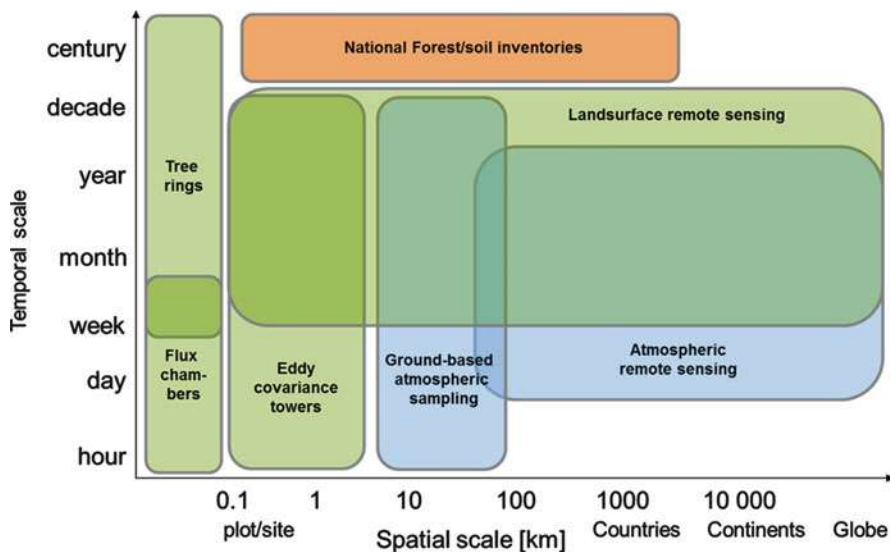 century
decade
year
month
week
day
hour
Temporal scale
National Forest/soil inventories
Landsurface remote sensing
Tree
rings
Flux
cham-
bers
Eddy
covariance
towers
Ground-based
atmospheric
sampling
Atmospheric
remote sensing
0.1 1 10 100 1000 10 000
plot/site Spatial scale [km] Countries Continents Globe